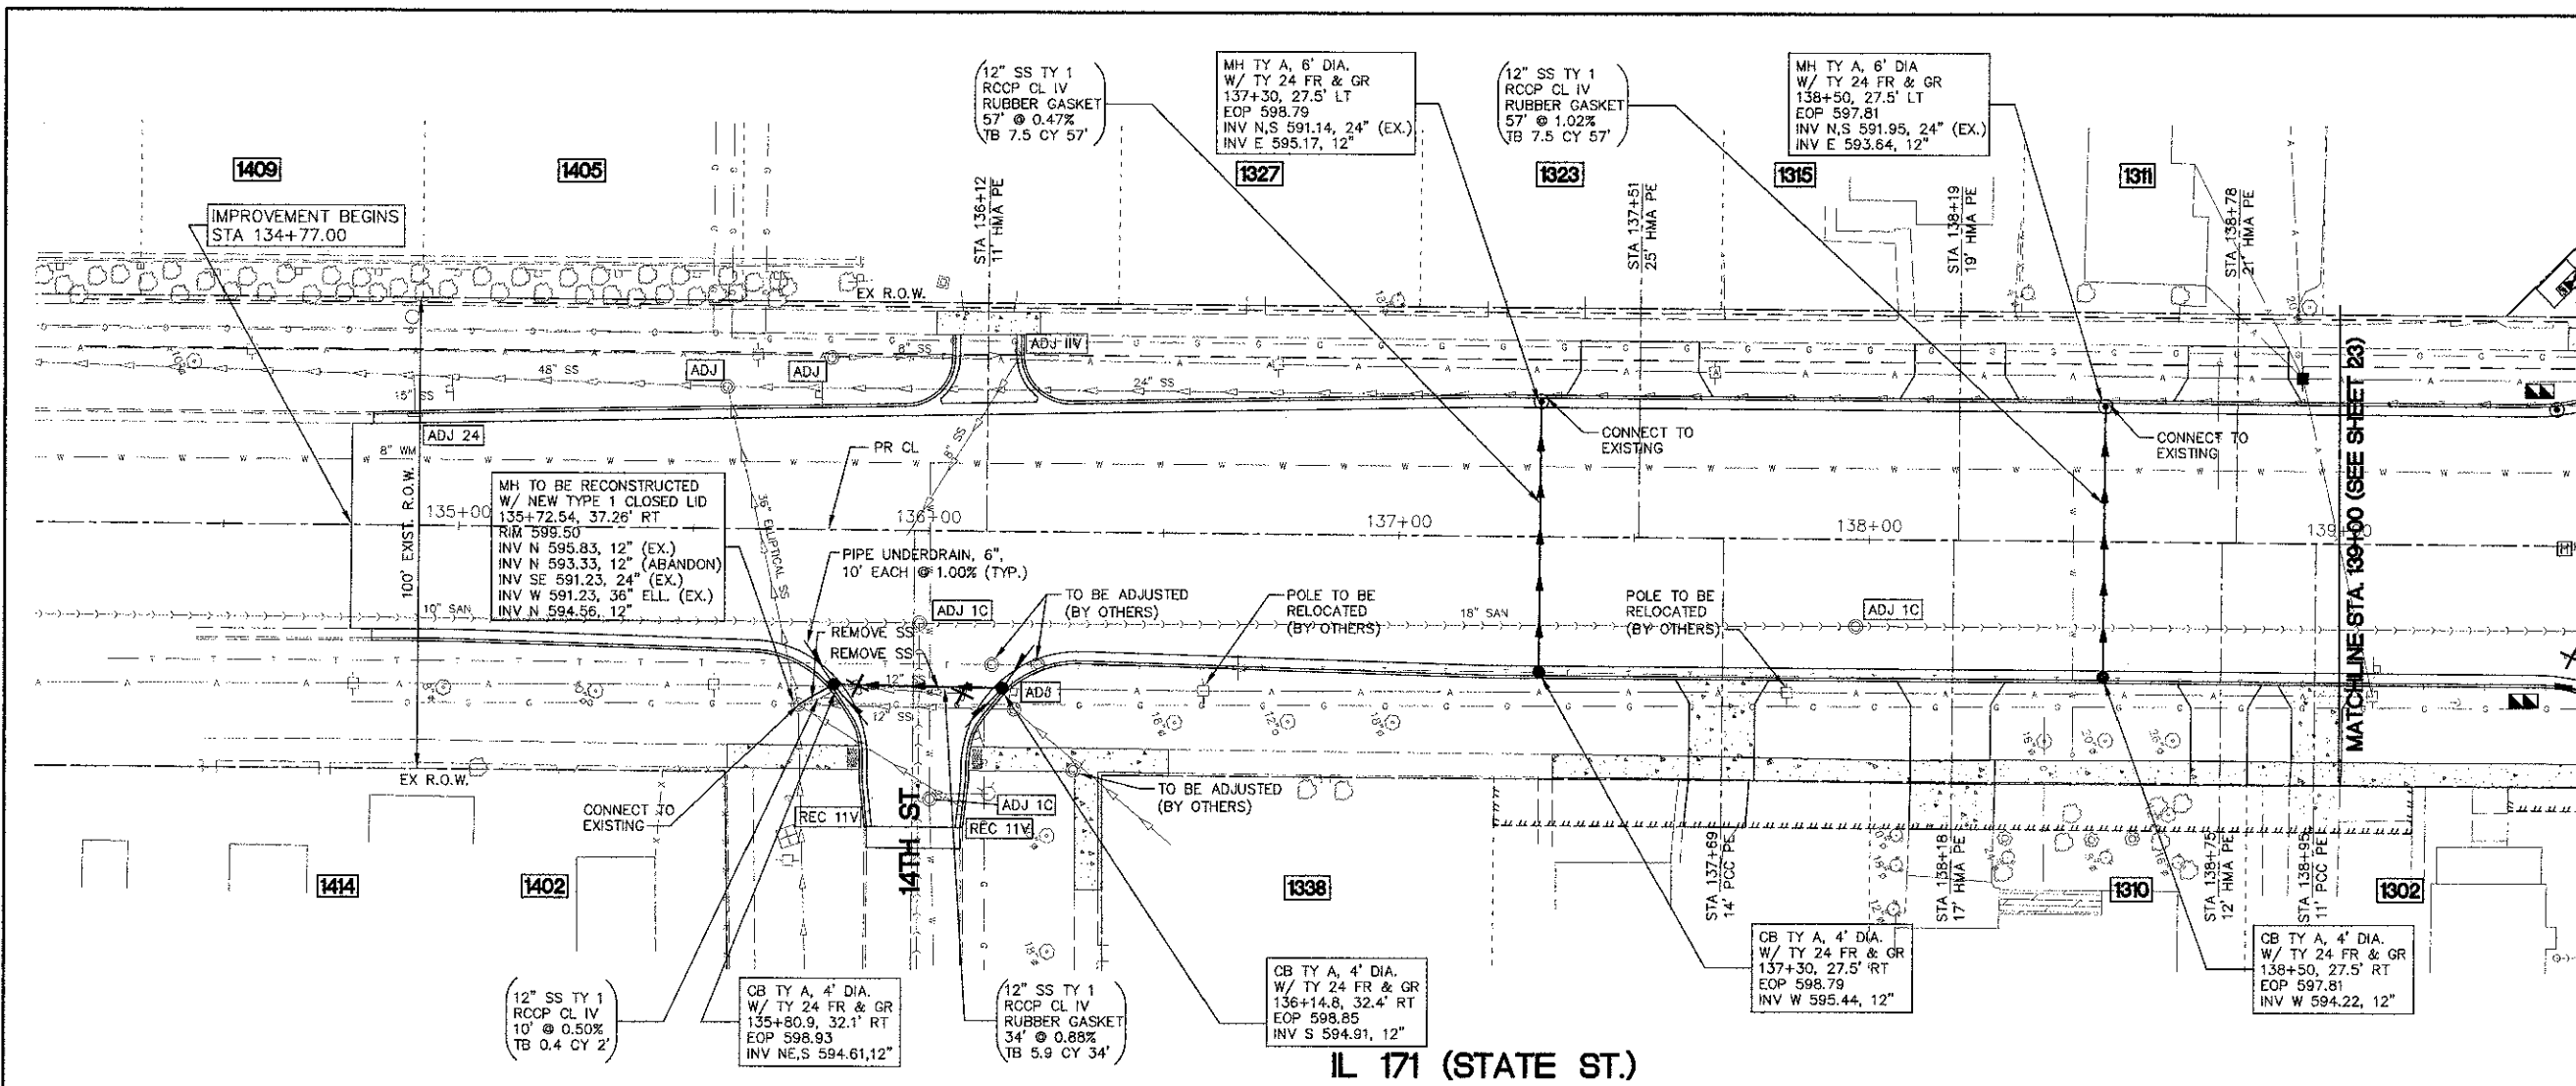 12" SS TY 1
RCCP CL IV
RUBBER GASKET
57' @ 0.47%
TB 7.5 CY 57'
MH TY A, 6' DIA.
W/ TY 24 FR & GR
137+30, 27.5' LT
EOP 598.79
INV N,S 591.14, 24" (EX.)
INV E 595.17, 12"
12" SS TY 1
RCCP CL IV
RUBBER GASKET
57' @ 1.02%
TB 7.5 CY 57'
MH TY A, 6' DIA
W/ TY 24 FR & GR
138+50, 27.5' LT
EOP 597.81
INV N,S 591.95, 24" (EX.)
INV E 593.64, 12"
1409
1405
1327
1323
1315
1311
IMPROVEMENT BEGINS
STA 134+77.00
STA 136+12
11' HMA PE
STA 137+51
25' HMA PE
STA 138+19
19' HMA PE
STA 138+78
21' HMA PE
EX R.O.W.
48" SS
15" SS
ADJ
ADJ
8" SS
ADJ 11V
24" SS
ADJ 24
8" WM
PR CL
8" SS
CONNECT TO
EXISTING
CONNECT TO
EXISTING
MATCHLINE STA. 139+00 (SEE SHEET 23)
100' EXIST. R.O.W.
135+00
136+00
137+00
138+00
139+00
MH TO BE RECONSTRUCTED
W/ NEW TYPE 1 CLOSED LID
135+72.54, 37.26' RT
RIM 599.50
INV N 595.83, 12" (EX.)
INV N 593.33, 12" (ABANDON)
INV SE 591.23, 24" (EX.)
INV W 591.23, 36" ELL. (EX.)
INV N 594.56, 12"
36" ELLIPTICAL SS
PIPE UNDERDRAIN, 6",
10' EACH @ 1.00% (TYP.)
10" SAN
ADJ 1C
TO BE ADJUSTED
(BY OTHERS)
POLE TO BE
RELOCATED
(BY OTHERS)
18" SAN
POLE TO BE
RELOCATED
(BY OTHERS)
ADJ 1C
REMOVE SS
REMOVE SS
12" SS
12" SS
ADJ
EX R.O.W.
CONNECT TO
EXISTING
REC 11V
14TH ST.
ADJ 1C
REC 11V
TO BE ADJUSTED
(BY OTHERS)
1414
1402
1338
1310
1302
STA 137+69
14' PCC PE
STA 138+18
17' HMA PE
STA 138+75
12' HMA PE
STA 138+95
11' PCC PE
12" SS TY 1
RCCP CL IV
10' @ 0.50%
TB 0.4 CY 2'
CB TY A, 4' DIA.
W/ TY 24 FR & GR
135+80.9, 32.1' RT
EOP 598.93
INV NE,S 594.61,12"
12" SS TY 1
RCCP CL IV
RUBBER GASKET
34' @ 0.88%
TB 5.9 CY 34'
CB TY A, 4' DIA.
W/ TY 24 FR & GR
136+14.8, 32.4' RT
EOP 598.85
INV S 594.91, 12"
CB TY A, 4' DIA.
W/ TY 24 FR & GR
137+30, 27.5' RT
EOP 598.79
INV W 595.44, 12"
CB TY A, 4' DIA.
W/ TY 24 FR & GR
138+50, 27.5' RT
EOP 597.81
INV W 594.22, 12"
IL 171 (STATE ST.)